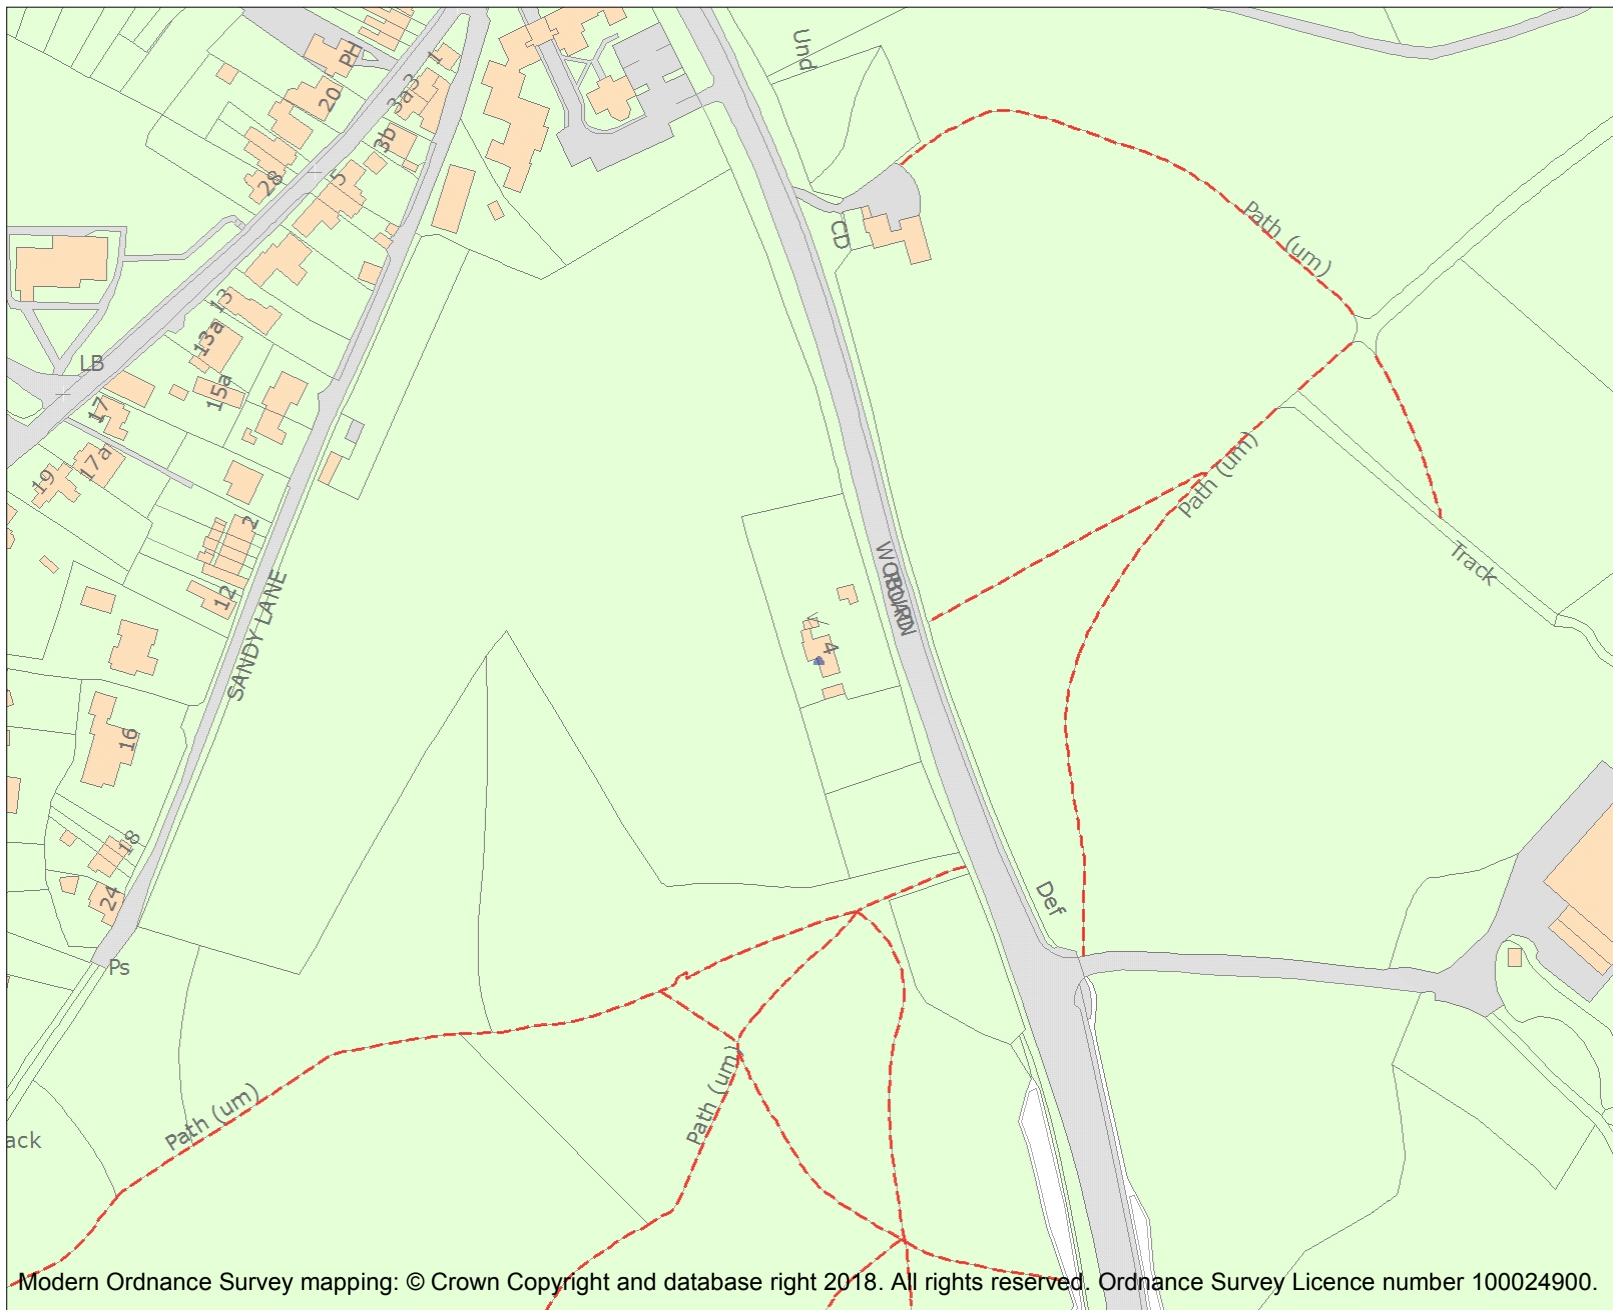 Und
PH
1
3
3a
20
3b
28
5
CD
Path (um)
13
13a
LB
15a
17
17a
19
Path (um)
2
Track
WOBURN
ROAD
12
SANDY LANE
4
16
18
24
Def
Ps
Path (um)
Path (um)
ack
Modern Ordnance Survey mapping: © Crown Copyright and database right 2018. All rights reserved. Ordnance Survey Licence number 100024900.